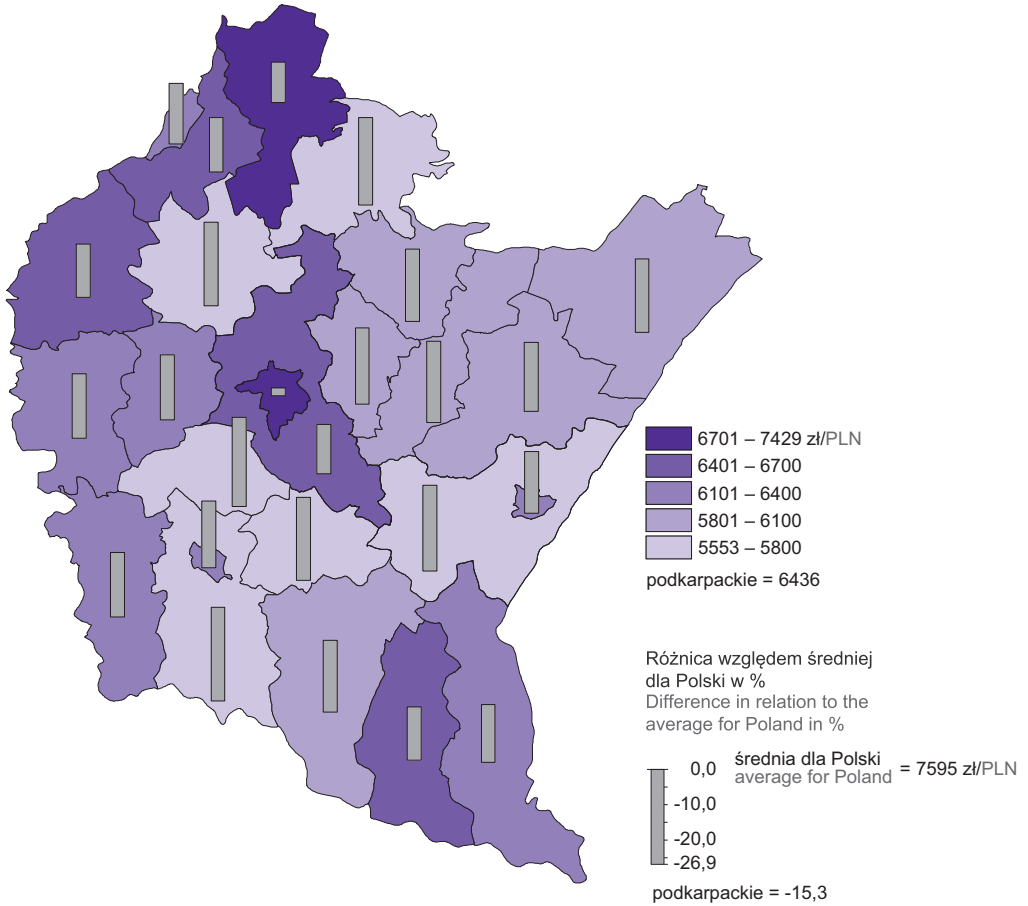 6701 – 7429 zł/PLN
6401 – 6700
6101 – 6400
5801 – 6100
5553 – 5800
podkarpackie = 6436
Różnica względem średniej
dla Polski w %
Difference in relation to the
average for Poland in %
0,0
średnia dla Polski
average for Poland
= 7595 zł/PLN
-10,0
-20,0
-26,9
podkarpackie = -15,3